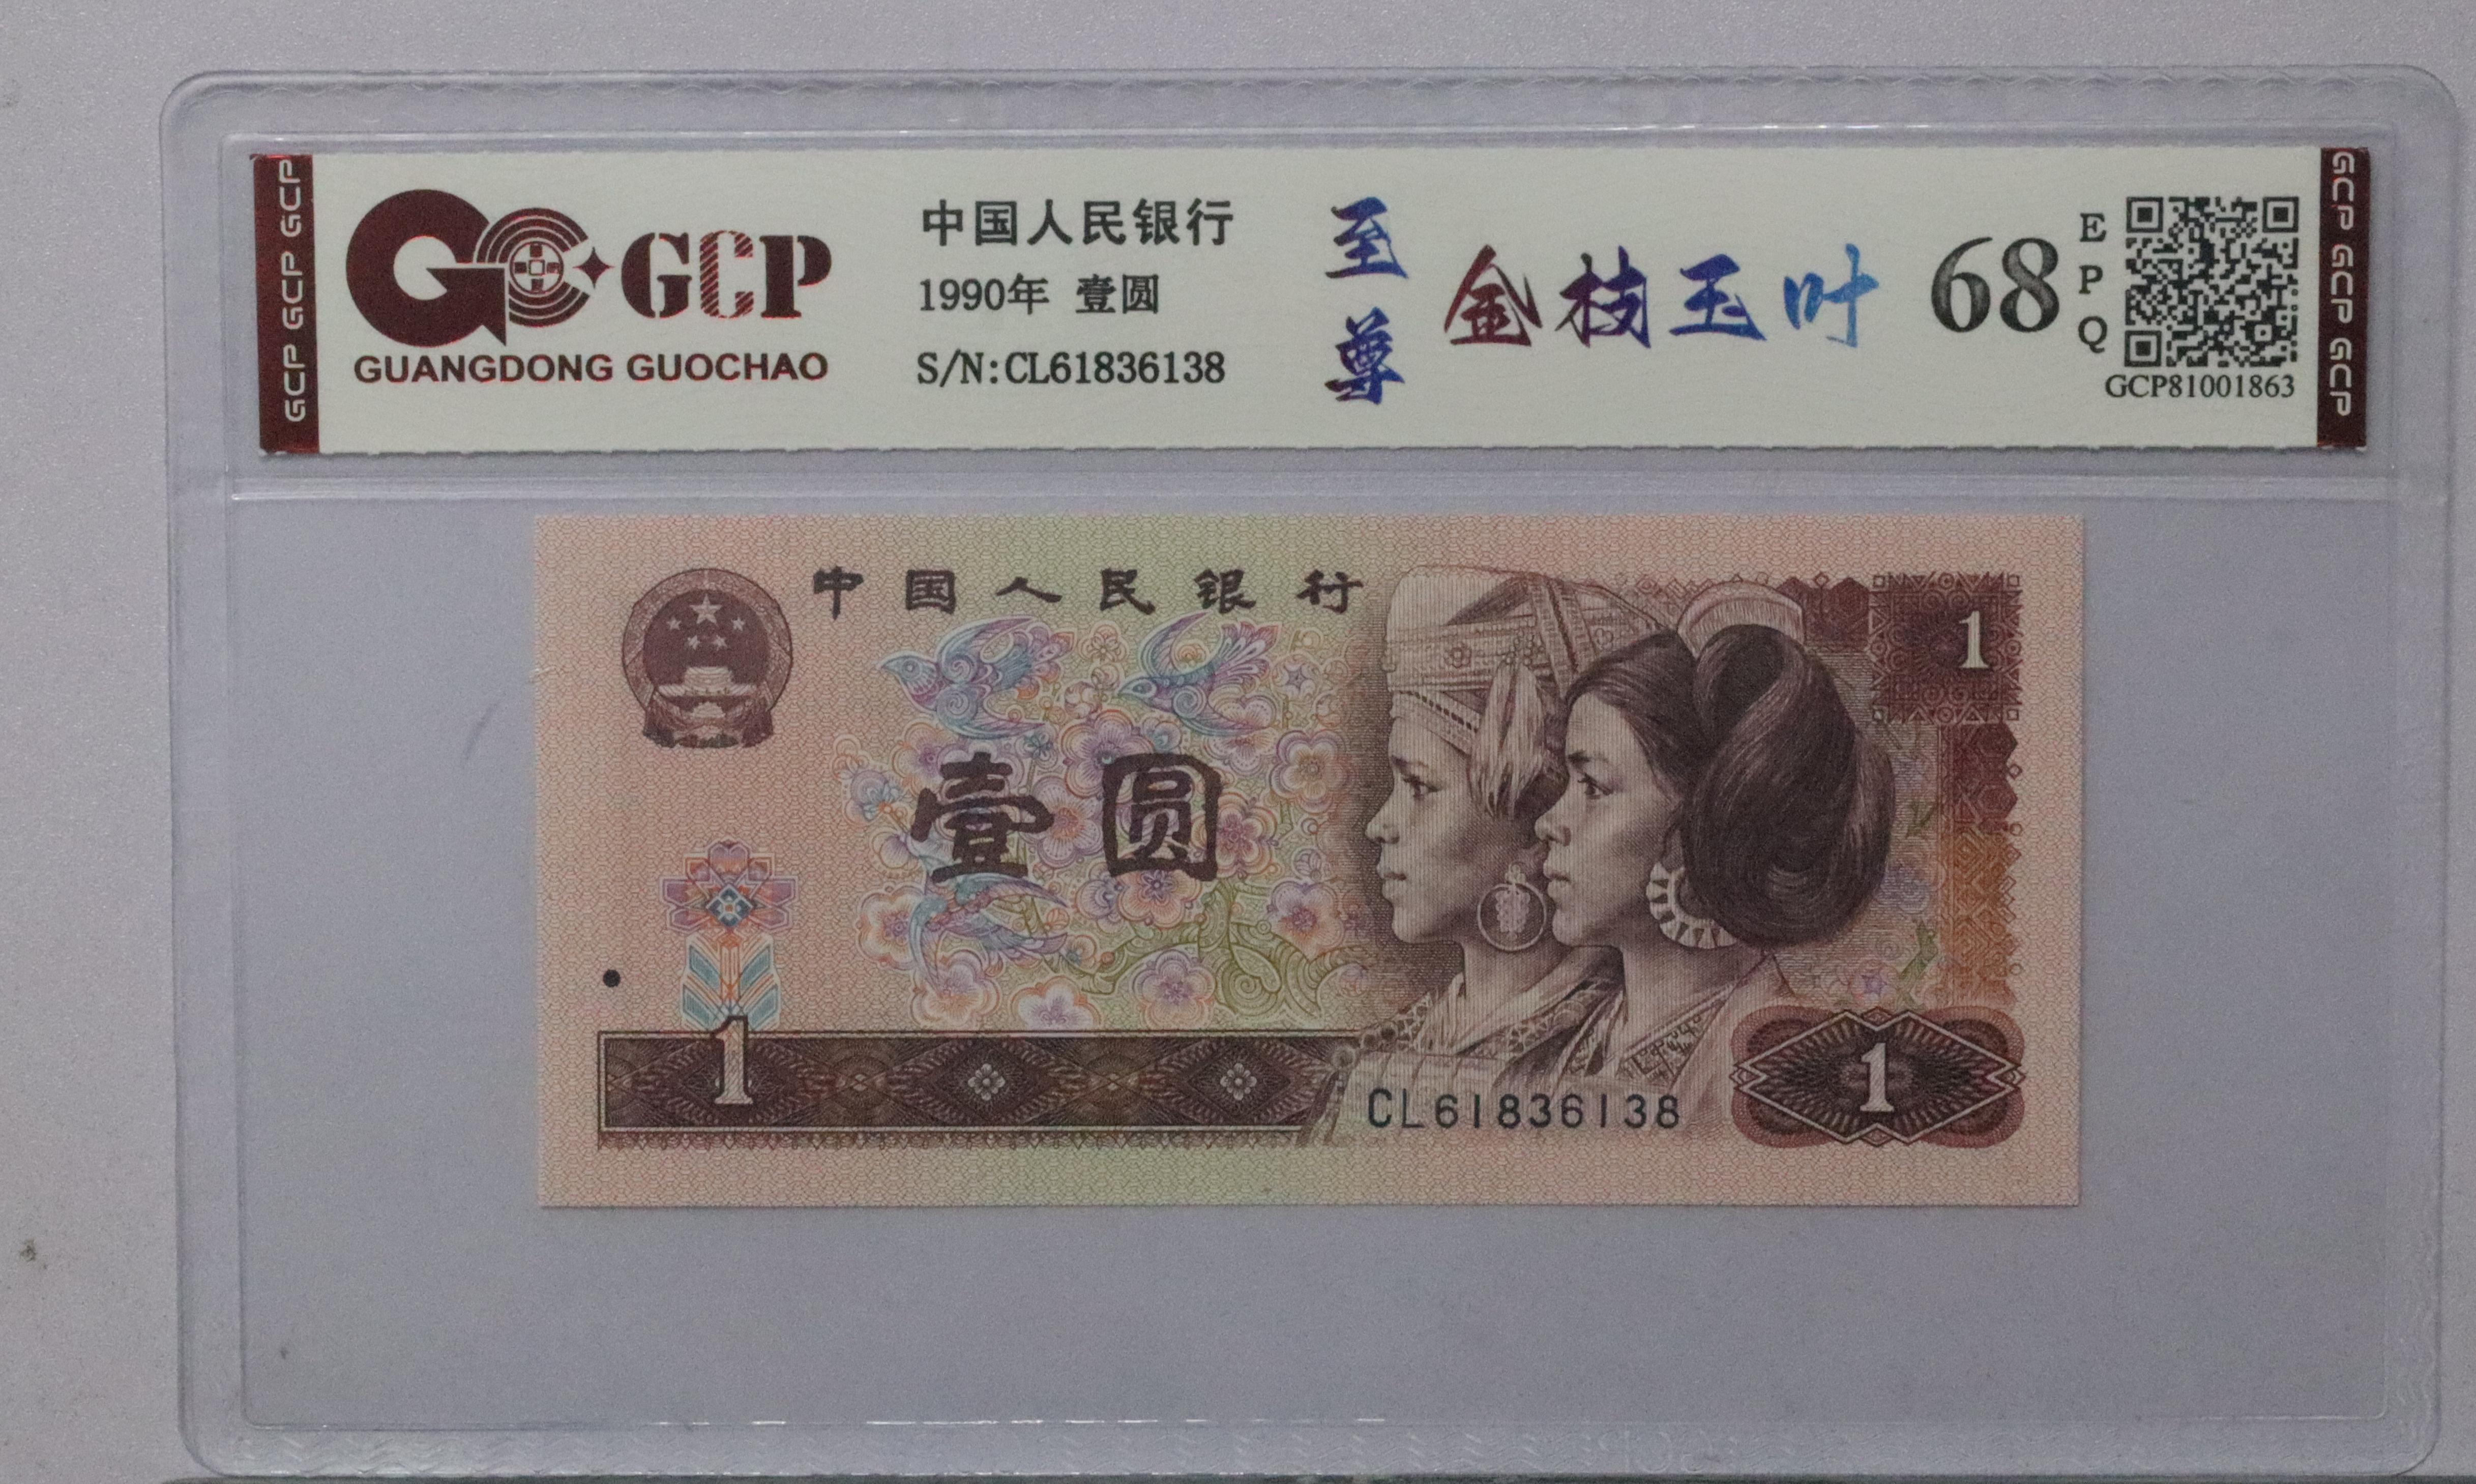 GCP GCP GCP
GCP
GUANGDONG GUOCHAO
中国人民银行
1990年 壹圆
S/N:CL61836138
至尊
金枝玉叶
68
EPQ
GCP81001863
GCP GCP GCP
中国人民银行
1
壹圆
1
CL61836138
1